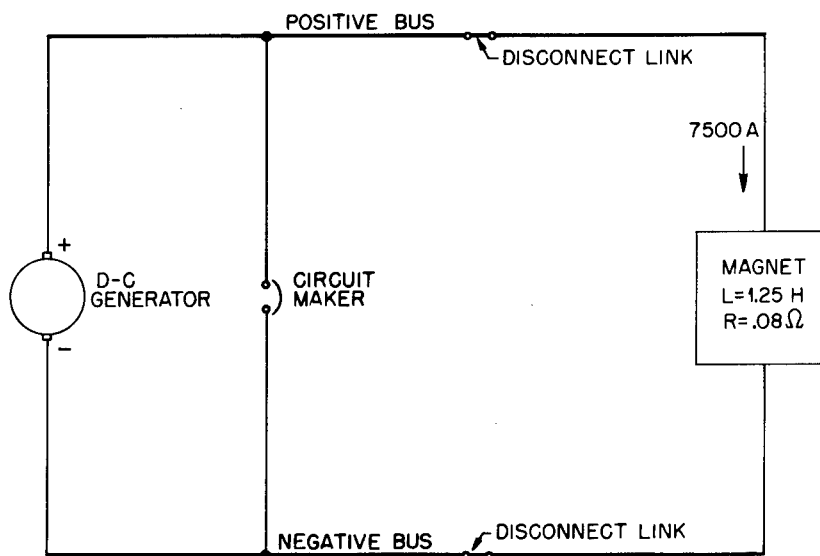 POSITIVE BUS
DISCONNECT LINK
7500 A
+
D-C
GENERATOR
−
CIRCUIT
MAKER
MAGNET
L=1.25 H
R=.08Ω
NEGATIVE BUS
DISCONNECT LINK